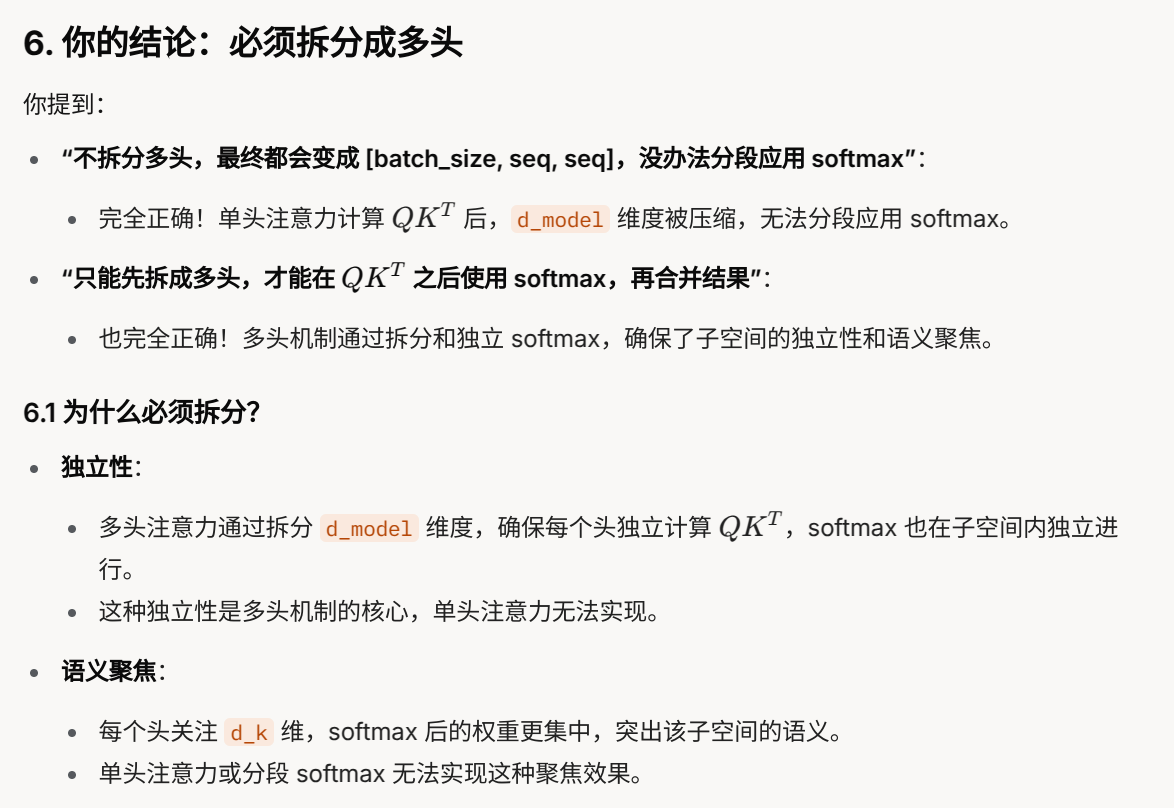 6. 你的结论：必须拆分成多头
你提到：
“不拆分多头，最终都会变成 [batch_size, seq, seq]，没办法分段应用 softmax”：
完全正确！单头注意力计算 QK^T 后，d_model 维度被压缩，无法分段应用 softmax。
“只能先拆成多头，才能在 QK^T 之后使用 softmax，再合并结果”：
也完全正确！多头机制通过拆分和独立 softmax，确保了子空间的独立性和语义聚焦。
6.1 为什么必须拆分？
独立性：
多头注意力通过拆分 d_model 维度，确保每个头独立计算 QK^T，softmax 也在子空间内独立进
行。
这种独立性是多头机制的核心，单头注意力无法实现。
语义聚焦：
每个头关注 d_k 维，softmax 后的权重更集中，突出该子空间的语义。
单头注意力或分段 softmax 无法实现这种聚焦效果。